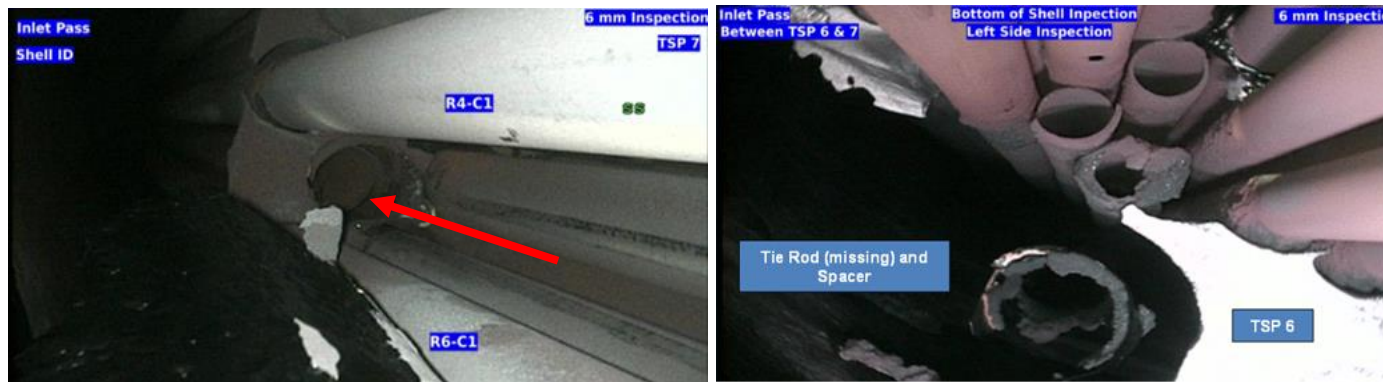 Inlet Pass
Shell ID
6 mm Inspection
TSP 7
R4-C1
SS
R6-C1
Inlet Pass
Between TSP 6 & 7
Bottom of Shell Inpection
Left Side Inspection
6 mm Inspectio
Tie Rod (missing) and
Spacer
TSP 6